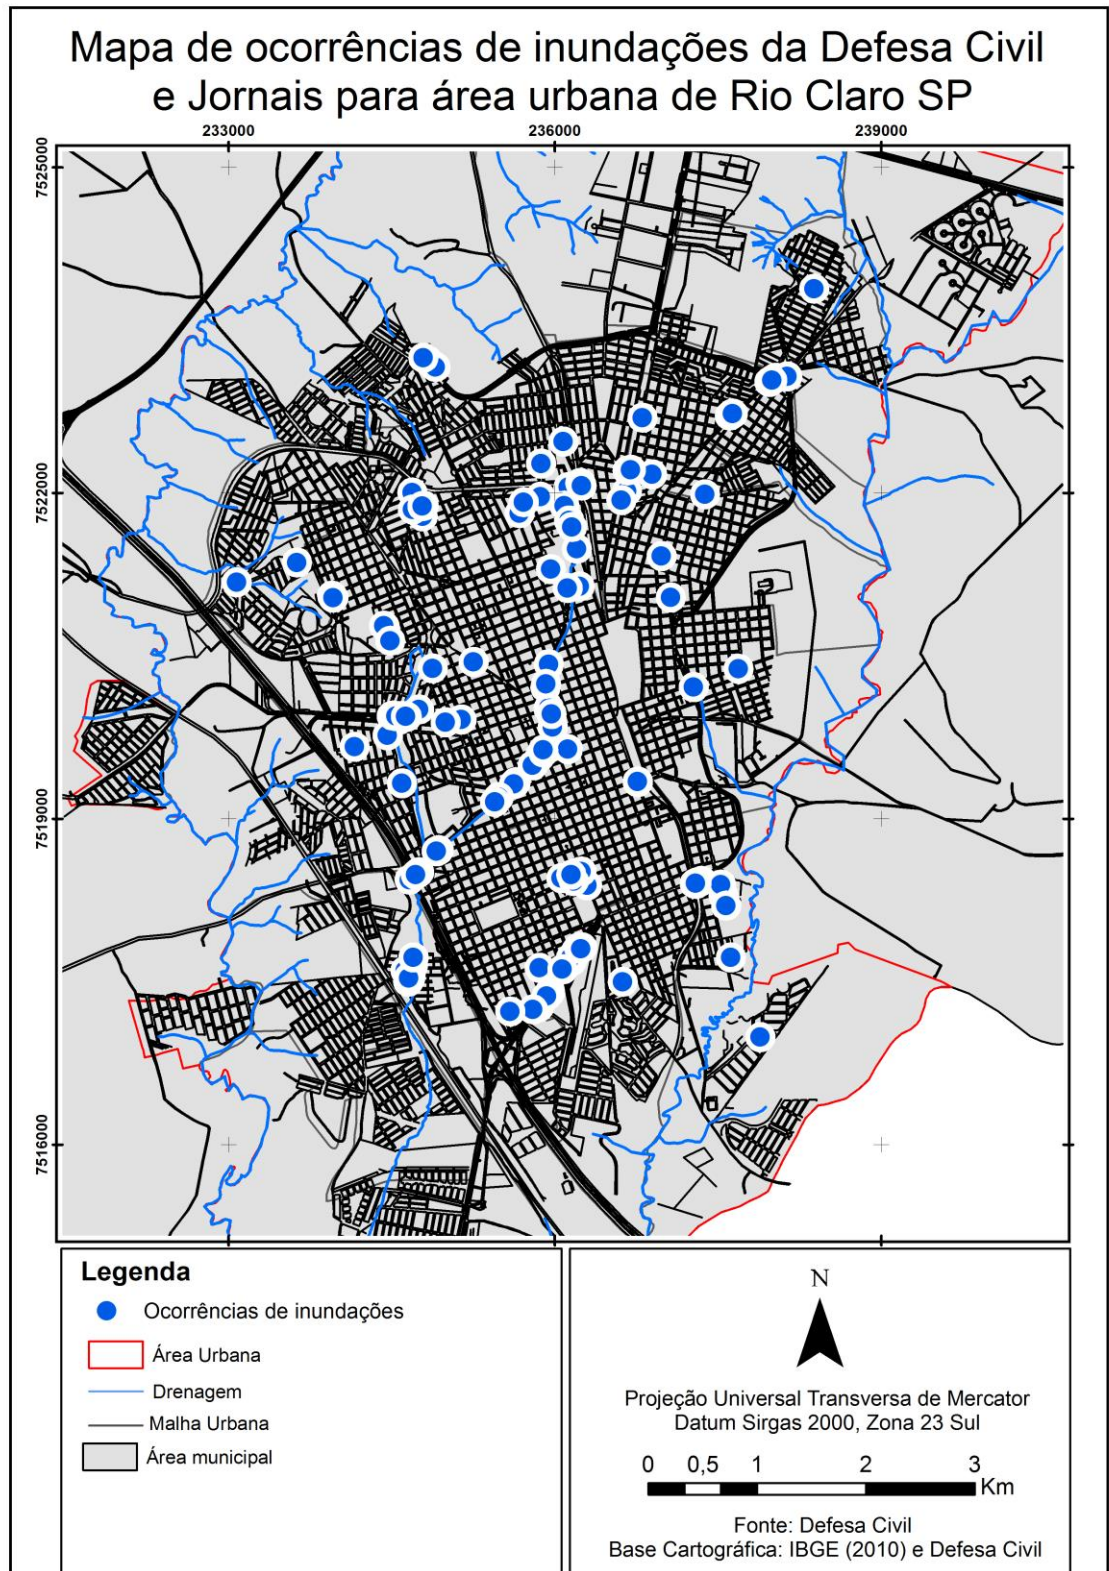 Mapa de ocorrências de inundações da Defesa Civil
e Jornais para área urbana de Rio Claro SP
233000 236000 239000
7525000
7522000
7519000
7516000
Legenda
Ocorrências de inundações
Área Urbana
Drenagem
Malha Urbana
Área municipal
N
Projeção Universal Transversa de Mercator
Datum Sirgas 2000, Zona 23 Sul
0 0,5 1 2 3
Km
Fonte: Defesa Civil
Base Cartográfica: IBGE (2010) e Defesa Civil